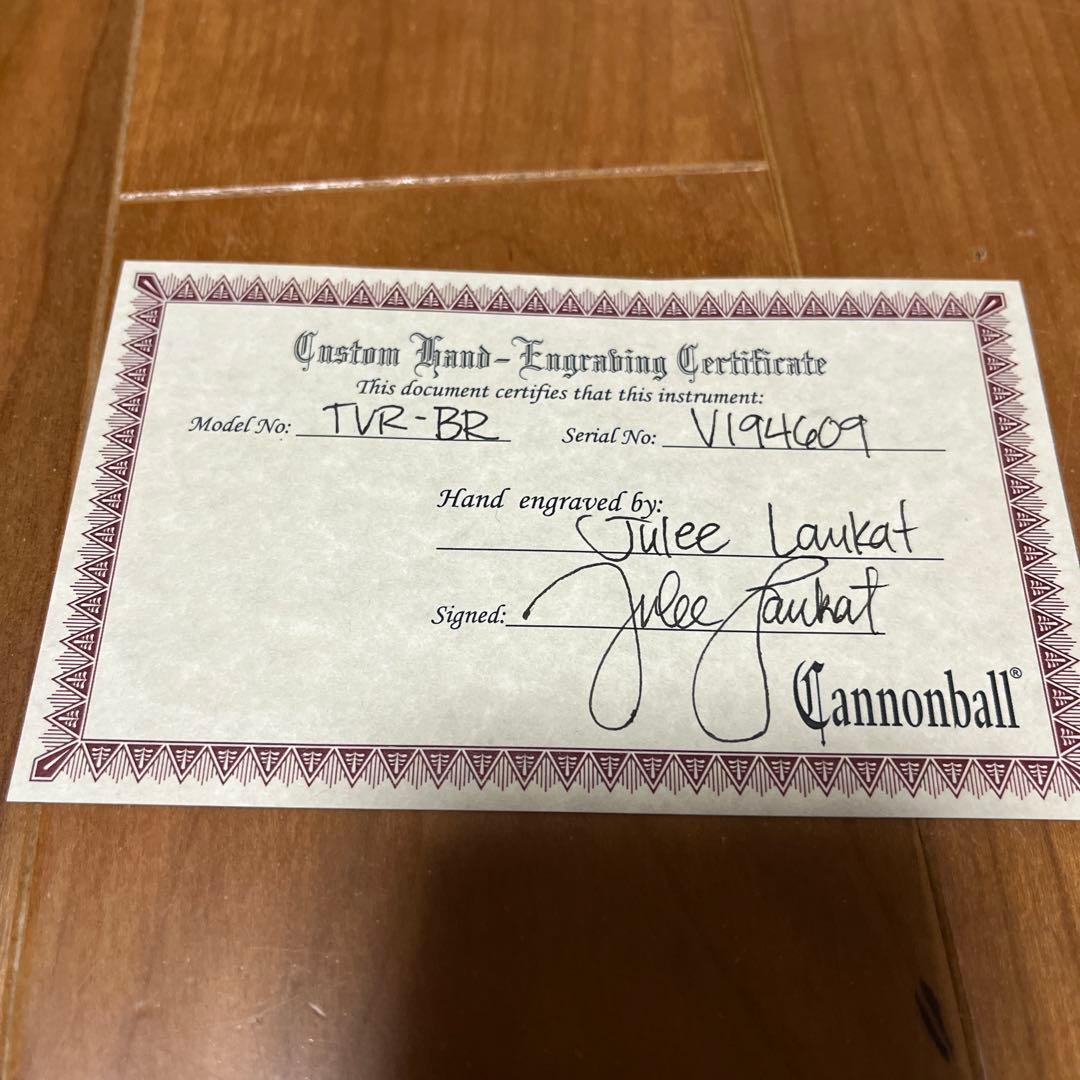 Custom Hand-Engraving Certificate
This document certifies that this instrument:
Model No: TVR-BR Serial No: V194609
Hand engraved by:
Julee Laukat
Signed: Julee Laukat
Cannonball®